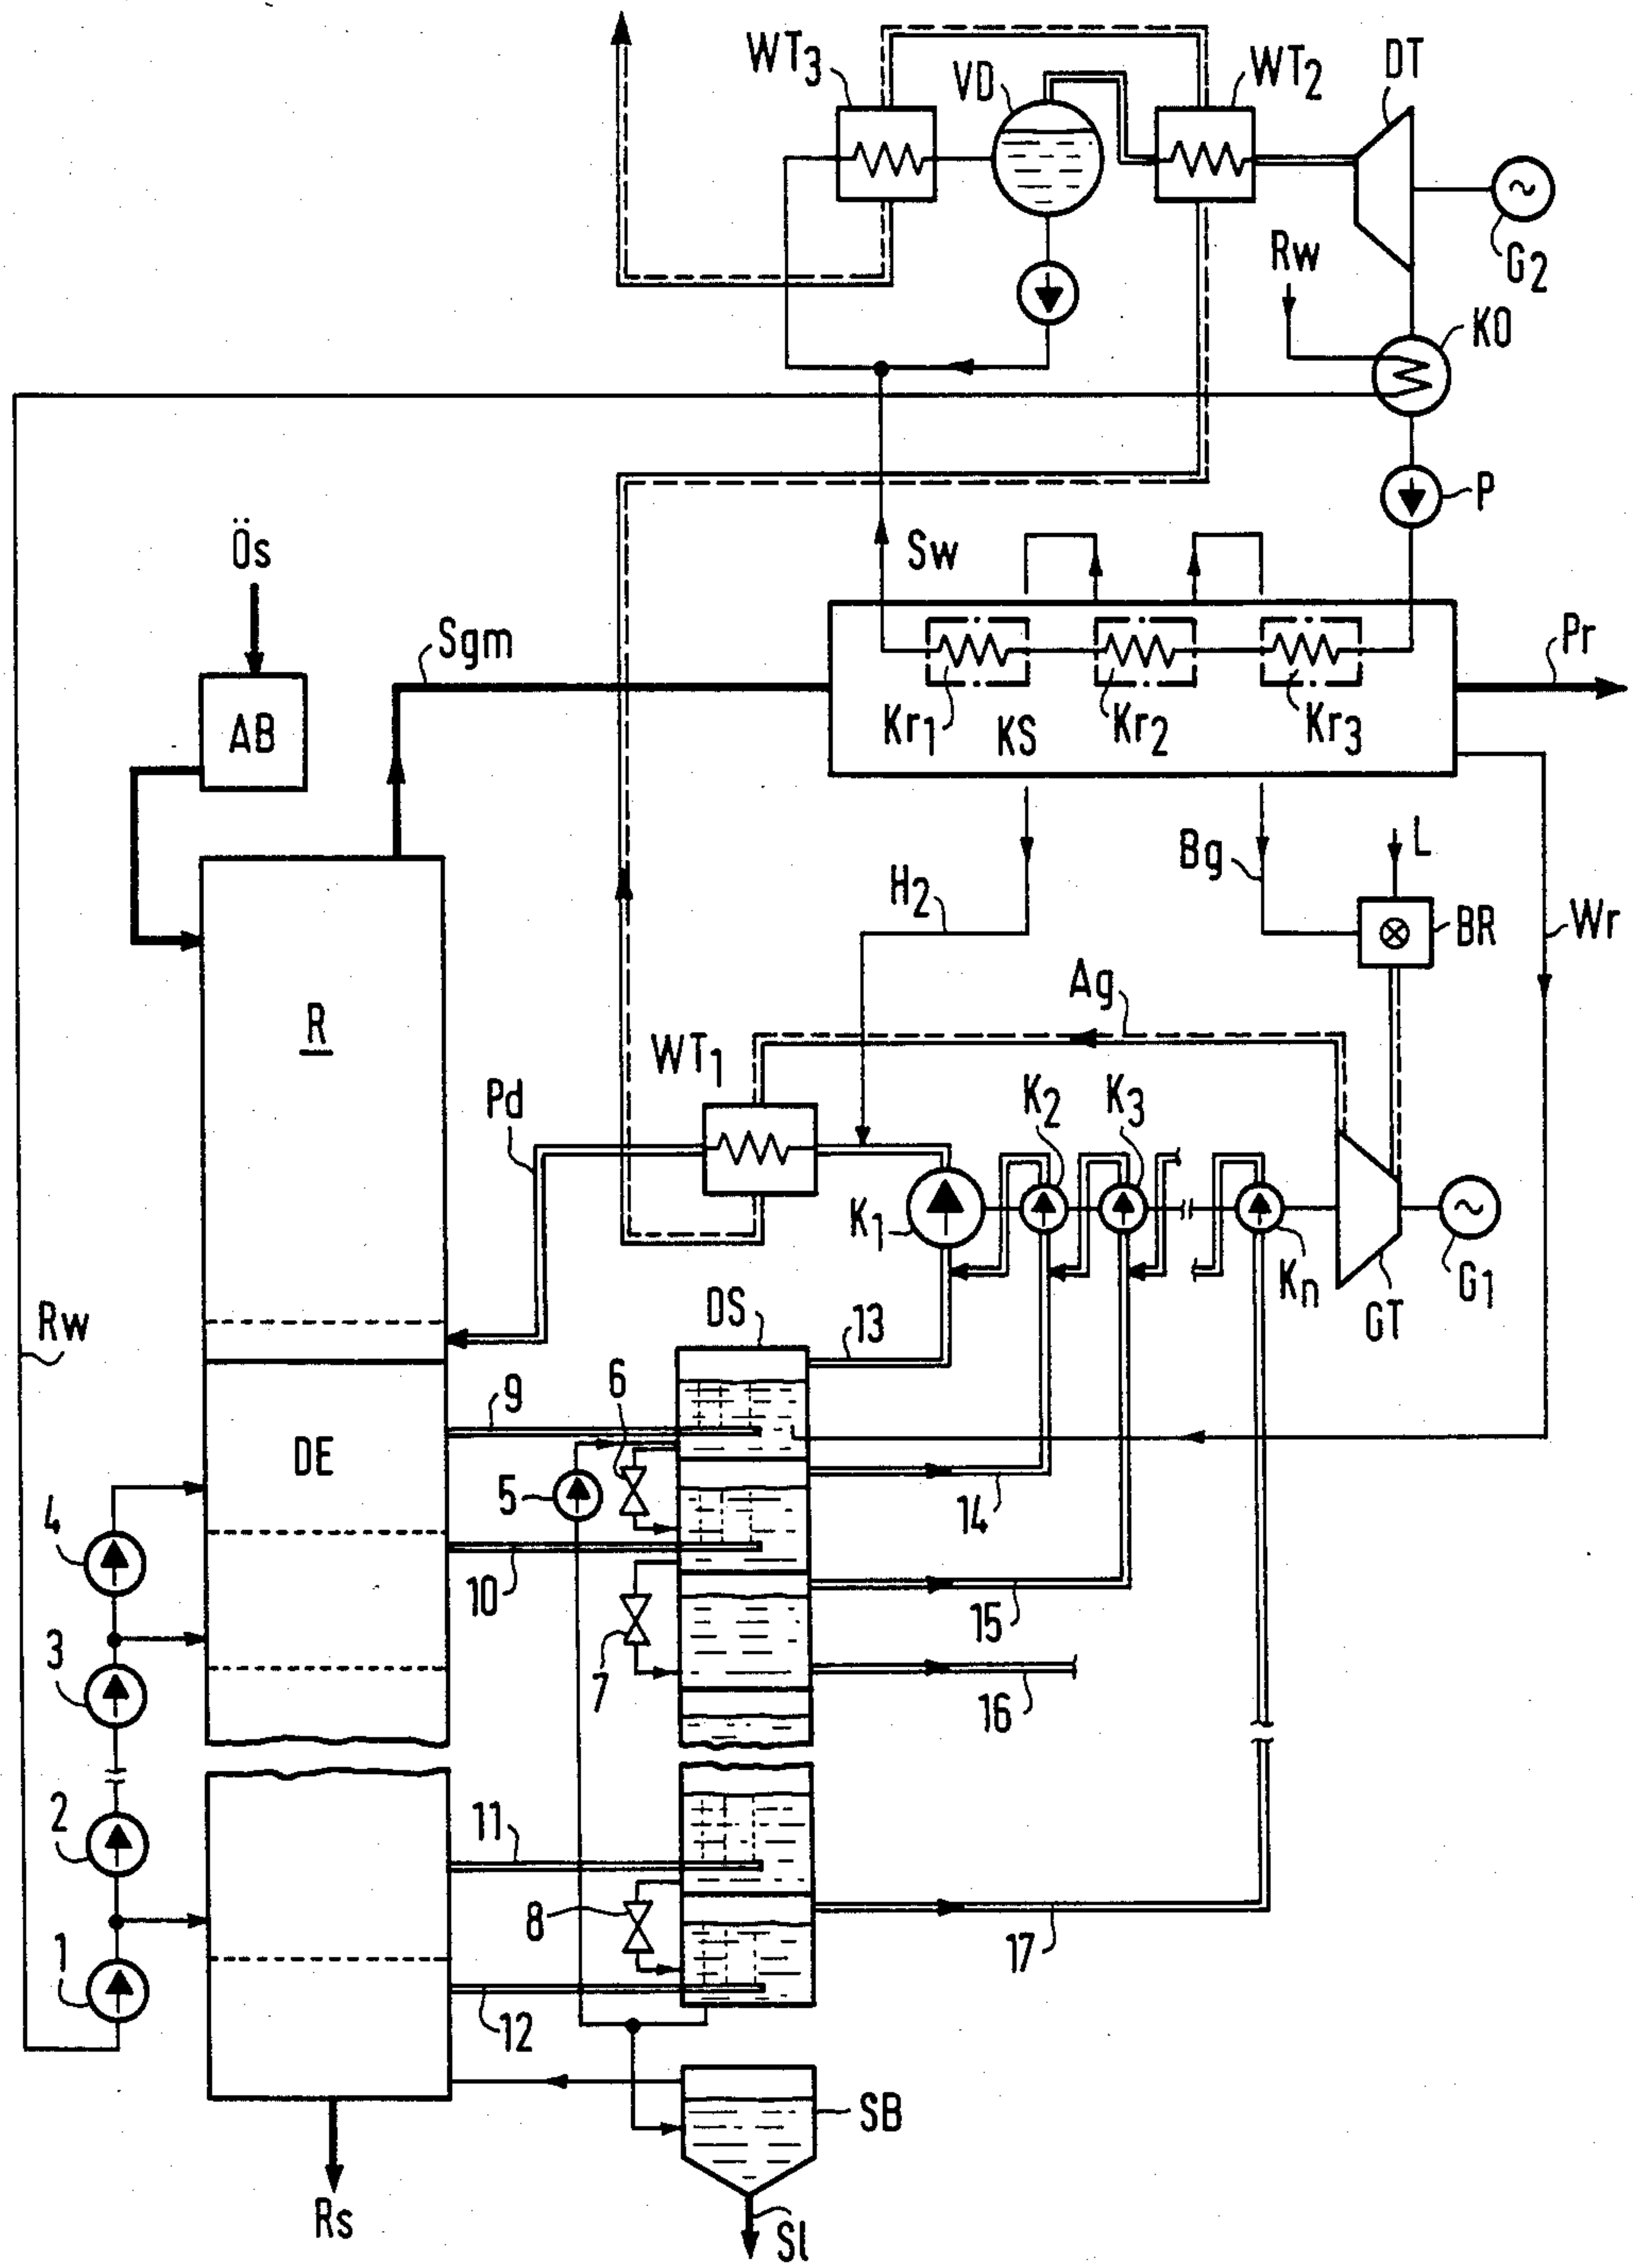 WT3
VD
WT2
DT
Rw
G2
KO
P
Ös
Sw
Sgm
Pr
AB
Kr1
KS
Kr2
Kr3
L
Bg
H2
BR
Wr
R
Ag
WT1
Pd
K2
K3
K1
Kn
G1
GT
Rw
DS
13
6
9
DE
5
14
4
10
15
3
7
16
2
11
8
17
1
12
SB
Rs
Sl